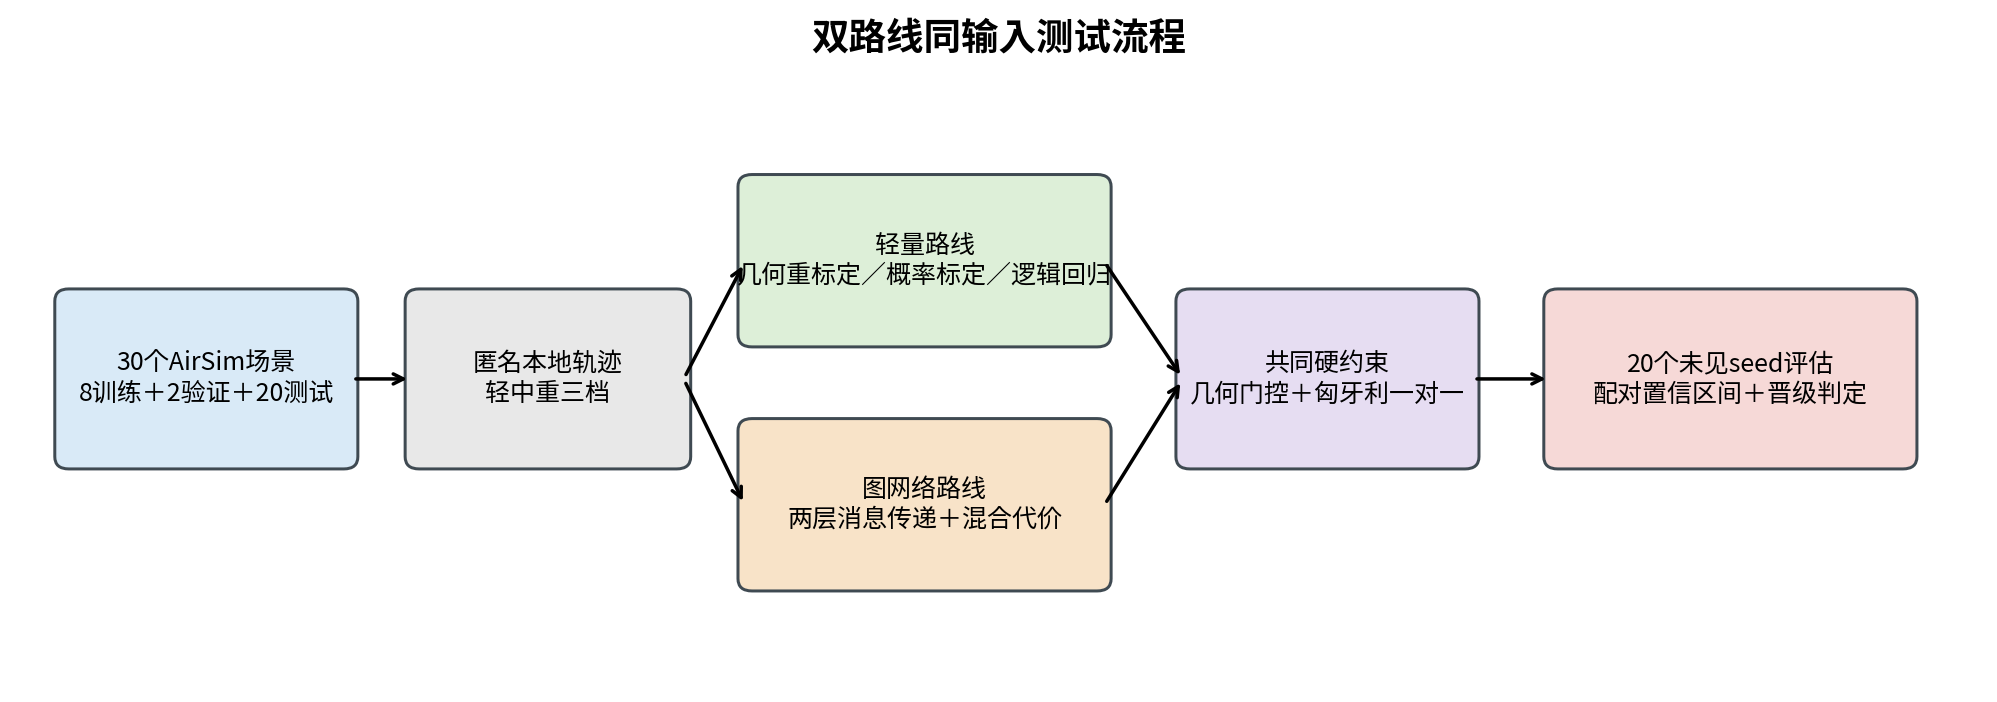 双路线同输入测试流程
30个AirSim场景
8训练＋2验证＋20测试
匿名本地轨迹
轻中重三档
轻量路线
几何重标定／概率标定／逻辑回归
图网络路线
两层消息传递＋混合代价
共同硬约束
几何门控＋匈牙利一对一
20个未见seed评估
配对置信区间＋晋级判定